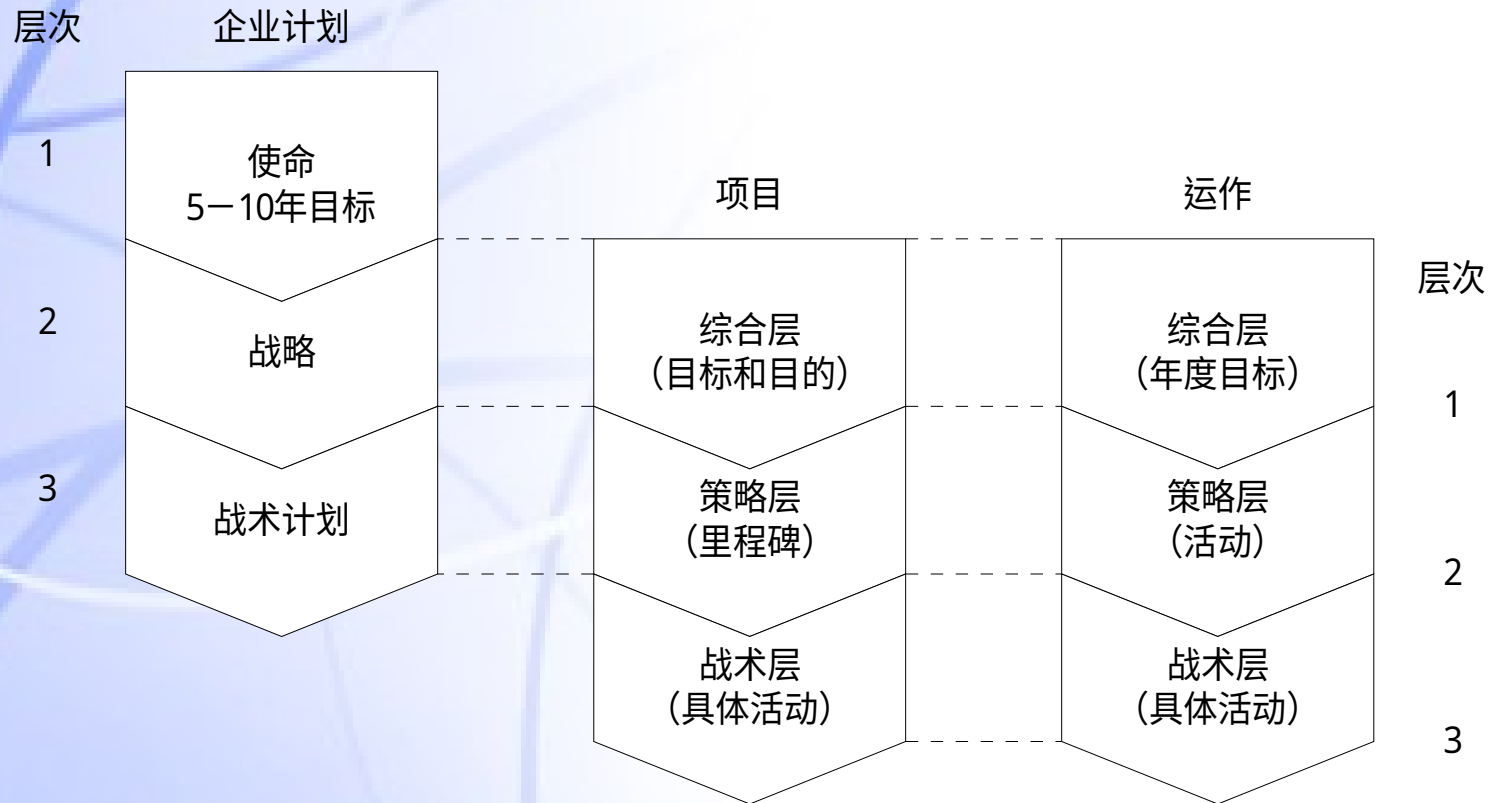 层次
企业计划
1
使命
5－10年目标
2
战略
3
战术计划
项目
综合层
（目标和目的）
策略层
（里程碑）
战术层
（具体活动）
运作
综合层
（年度目标）
策略层
（活动）
战术层
（具体活动）
层次
1
2
3